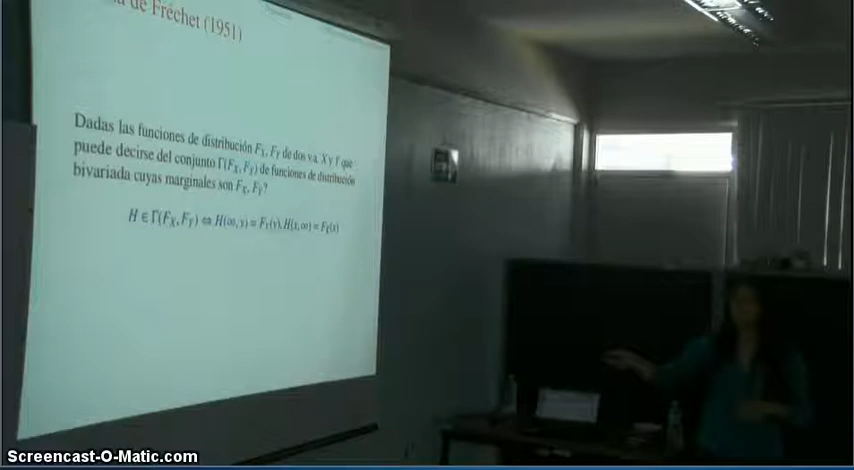 de Fréchet (1951)
Dadas las funciones de distribución F_X, F_Y de dos v.a. X y Y que
puede decirse del conjunto Γ(F_X, F_Y) de funciones de distribución
bivariada cuyas marginales son F_X, F_Y?
H ∈ Γ(F_X, F_Y) ⇔ H(∞, y) = F_Y(y), H(x, ∞) = F_X(x)
Screencast-O-Matic.com